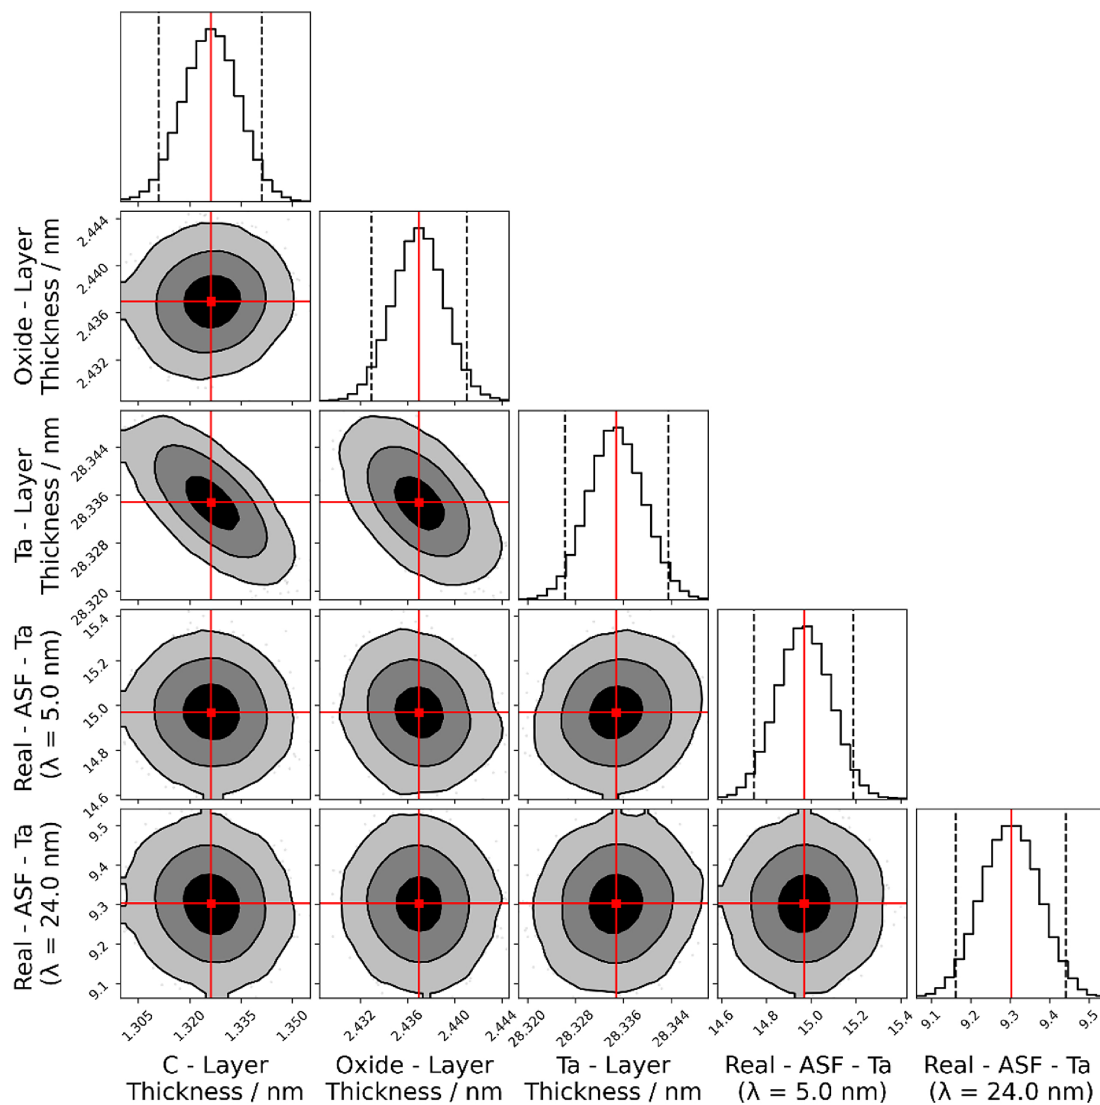 Oxide - Layer
Thickness / nm
2.444
2.440
2.436
2.432
Ta - Layer
Thickness / nm
28.344
28.336
28.328
28.320
Real - ASF - Ta
(λ = 5.0 nm)
15.4
15.2
15.0
14.8
14.6
Real - ASF - Ta
(λ = 24.0 nm)
9.5
9.4
9.3
9.2
9.1
1.305
1.320
1.335
1.350
2.432
2.436
2.440
2.444
28.320
28.328
28.336
28.344
14.6
14.8
15.0
15.2
15.4
9.1
9.2
9.3
9.4
9.5
C - Layer
Thickness / nm
Oxide - Layer
Thickness / nm
Ta - Layer
Thickness / nm
Real - ASF - Ta
(λ = 5.0 nm)
Real - ASF - Ta
(λ = 24.0 nm)